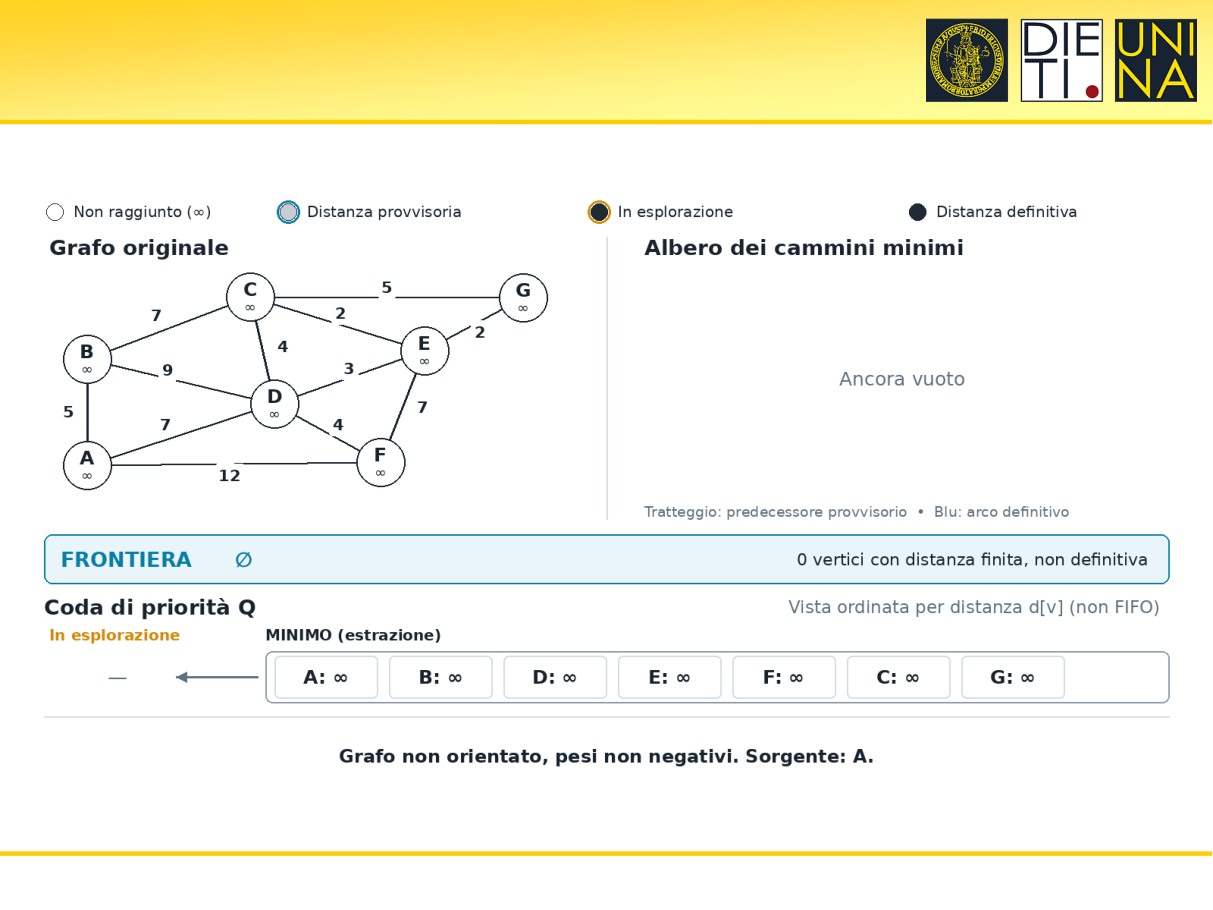 DIE
TI.
UNI
NA
Non raggiunto (∞)
Distanza provvisoria
In esplorazione
Distanza definitiva
Grafo originale
Albero dei cammini minimi
C
∞
5
G
∞
7
2
2
B
∞
4
E
∞
9
3
Ancora vuoto
D
∞
5
7
7
4
A
∞
F
∞
12
Tratteggio: predecessore provvisorio • Blu: arco definitivo
FRONTIERA ∅ 0 vertici con distanza finita, non definitiva
Coda di priorità Q
Vista ordinata per distanza d[v] (non FIFO)
In esplorazione
MINIMO (estrazione)
— A: ∞ B: ∞ D: ∞ E: ∞ F: ∞ C: ∞ G: ∞
Grafo non orientato, pesi non negativi. Sorgente: A.